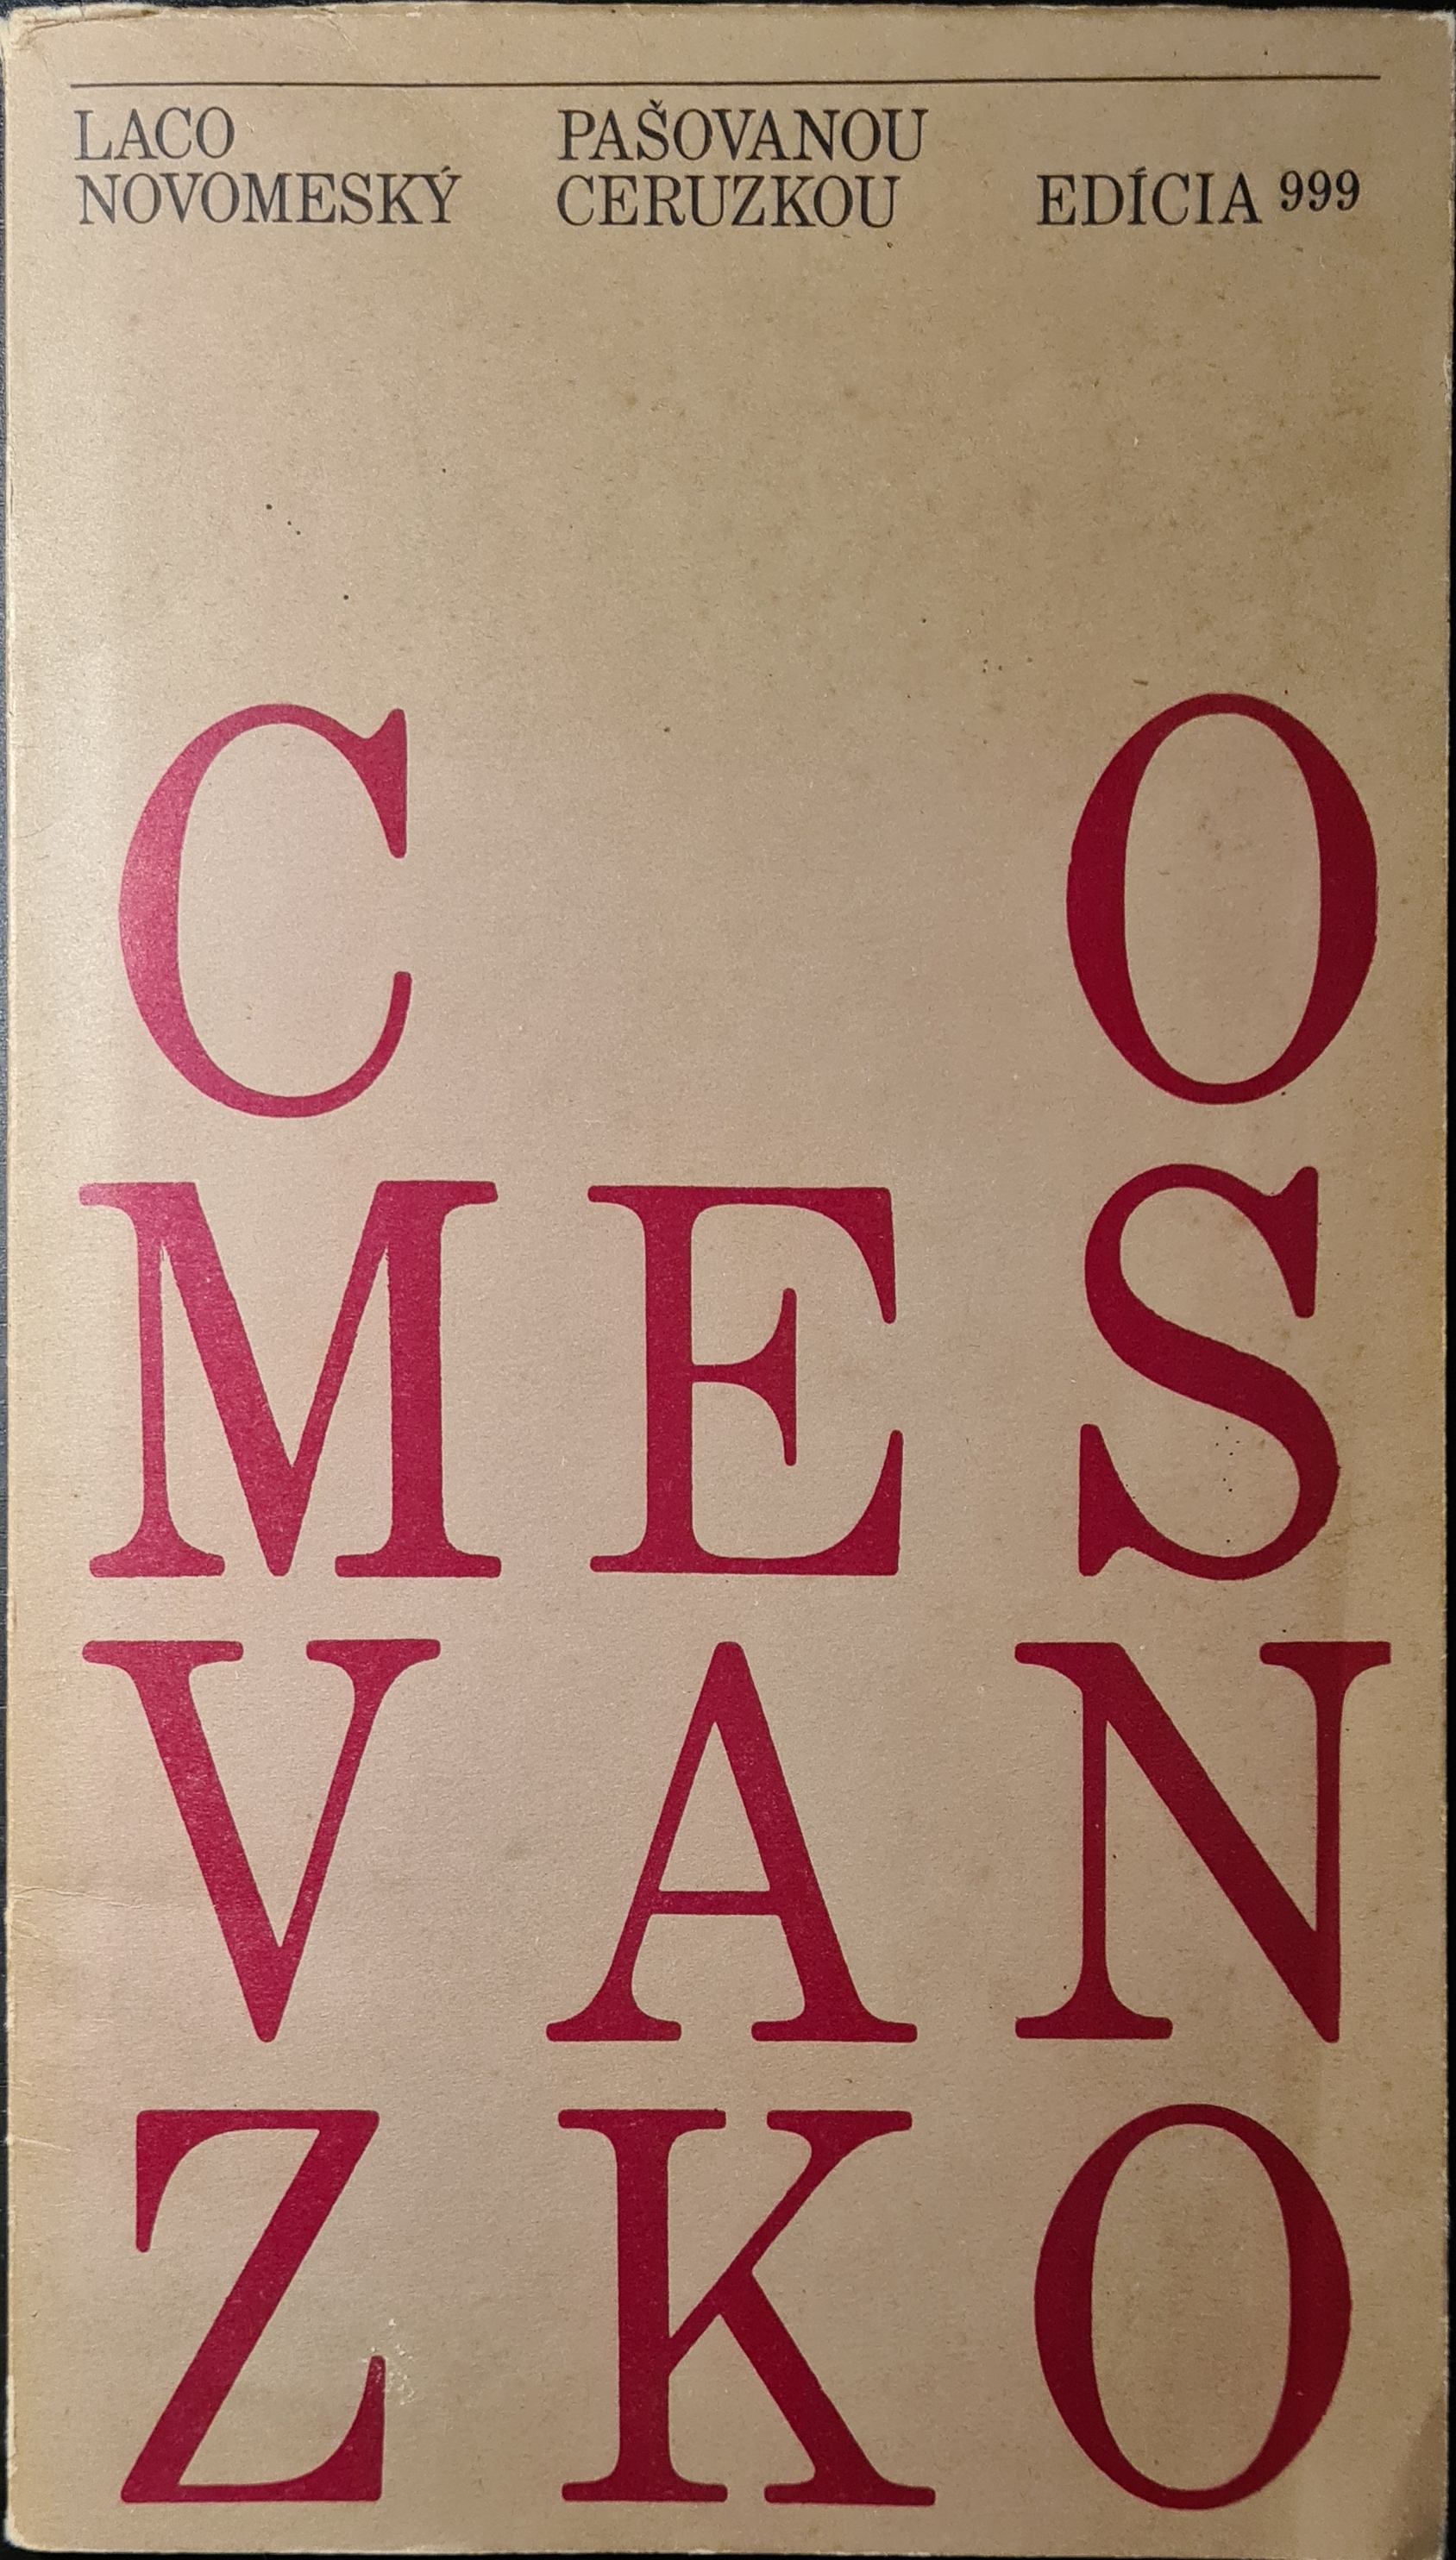 LACO
NOVOMESKÝ
PAŠOVANOU
CERUZKOU
EDÍCIA 999
C O
MES
VAN
ZKO